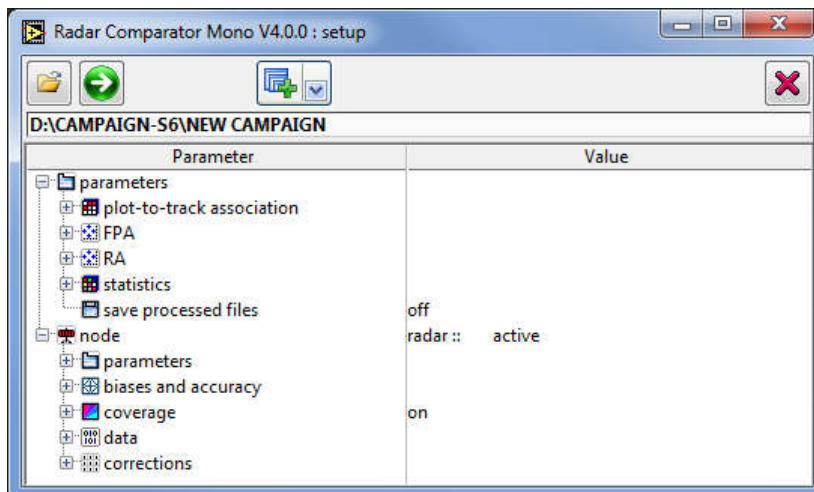 Radar Comparator Mono V4.0.0 : setup
D:\CAMPAIGN-S6\NEW CAMPAIGN
Parameter Value
parameters
plot-to-track association
FPA
RA
statistics
save processed files off
node radar :: active
parameters
biases and accuracy
coverage on
data
corrections